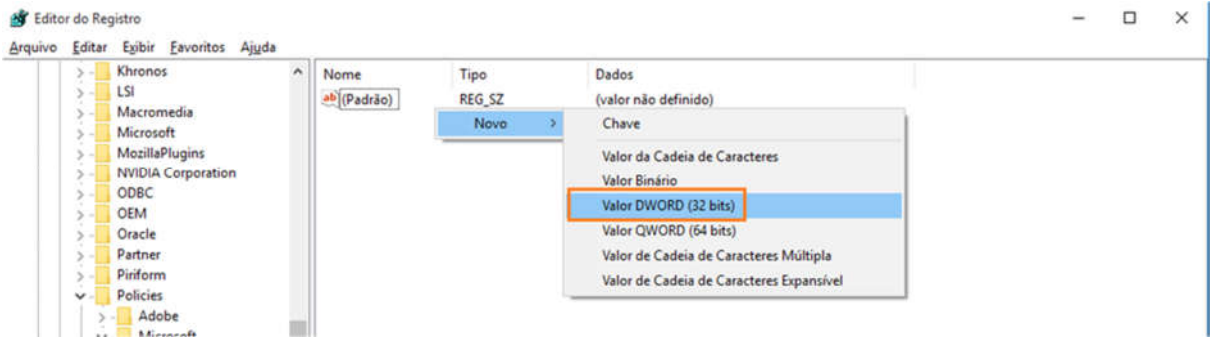 Editor do Registro
Arquivo Editar Exibir Favoritos Ajuda
Khronos
LSI
Macromedia
Microsoft
MozillaPlugins
NVIDIA Corporation
ODBC
OEM
Oracle
Partner
Piriform
Policies
Adobe
Microsoft
Nome Tipo Dados
ab (Padrão) REG_SZ (valor não definido)
Novo >
Chave
Valor da Cadeia de Caracteres
Valor Binário
Valor DWORD (32 bits)
Valor QWORD (64 bits)
Valor de Cadeia de Caracteres Múltipla
Valor de Cadeia de Caracteres Expansível